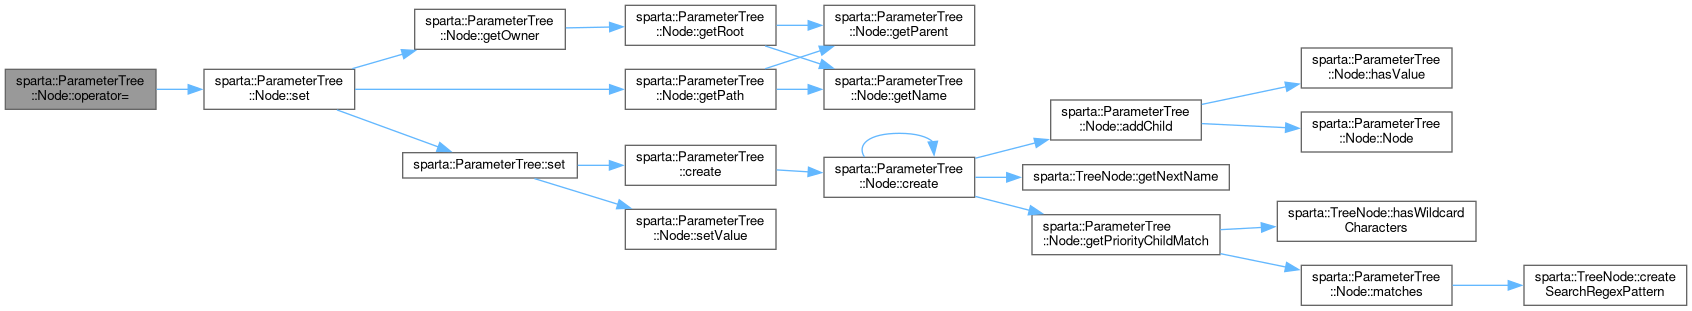 sparta::ParameterTree
::Node::operator=
sparta::ParameterTree
::Node::set
sparta::ParameterTree
::Node::getOwner
sparta::ParameterTree
::Node::getRoot
sparta::ParameterTree
::Node::getParent
sparta::ParameterTree
::Node::getPath
sparta::ParameterTree
::Node::getName
sparta::ParameterTree::set
sparta::ParameterTree
::create
sparta::ParameterTree
::Node::setValue
sparta::ParameterTree
::Node::create
sparta::ParameterTree
::Node::addChild
sparta::ParameterTree
::Node::hasValue
sparta::ParameterTree
::Node::Node
sparta::TreeNode::getNextName
sparta::ParameterTree
::Node::getPriorityChildMatch
sparta::TreeNode::hasWildcard
Characters
sparta::ParameterTree
::Node::matches
sparta::TreeNode::create
SearchRegexPattern